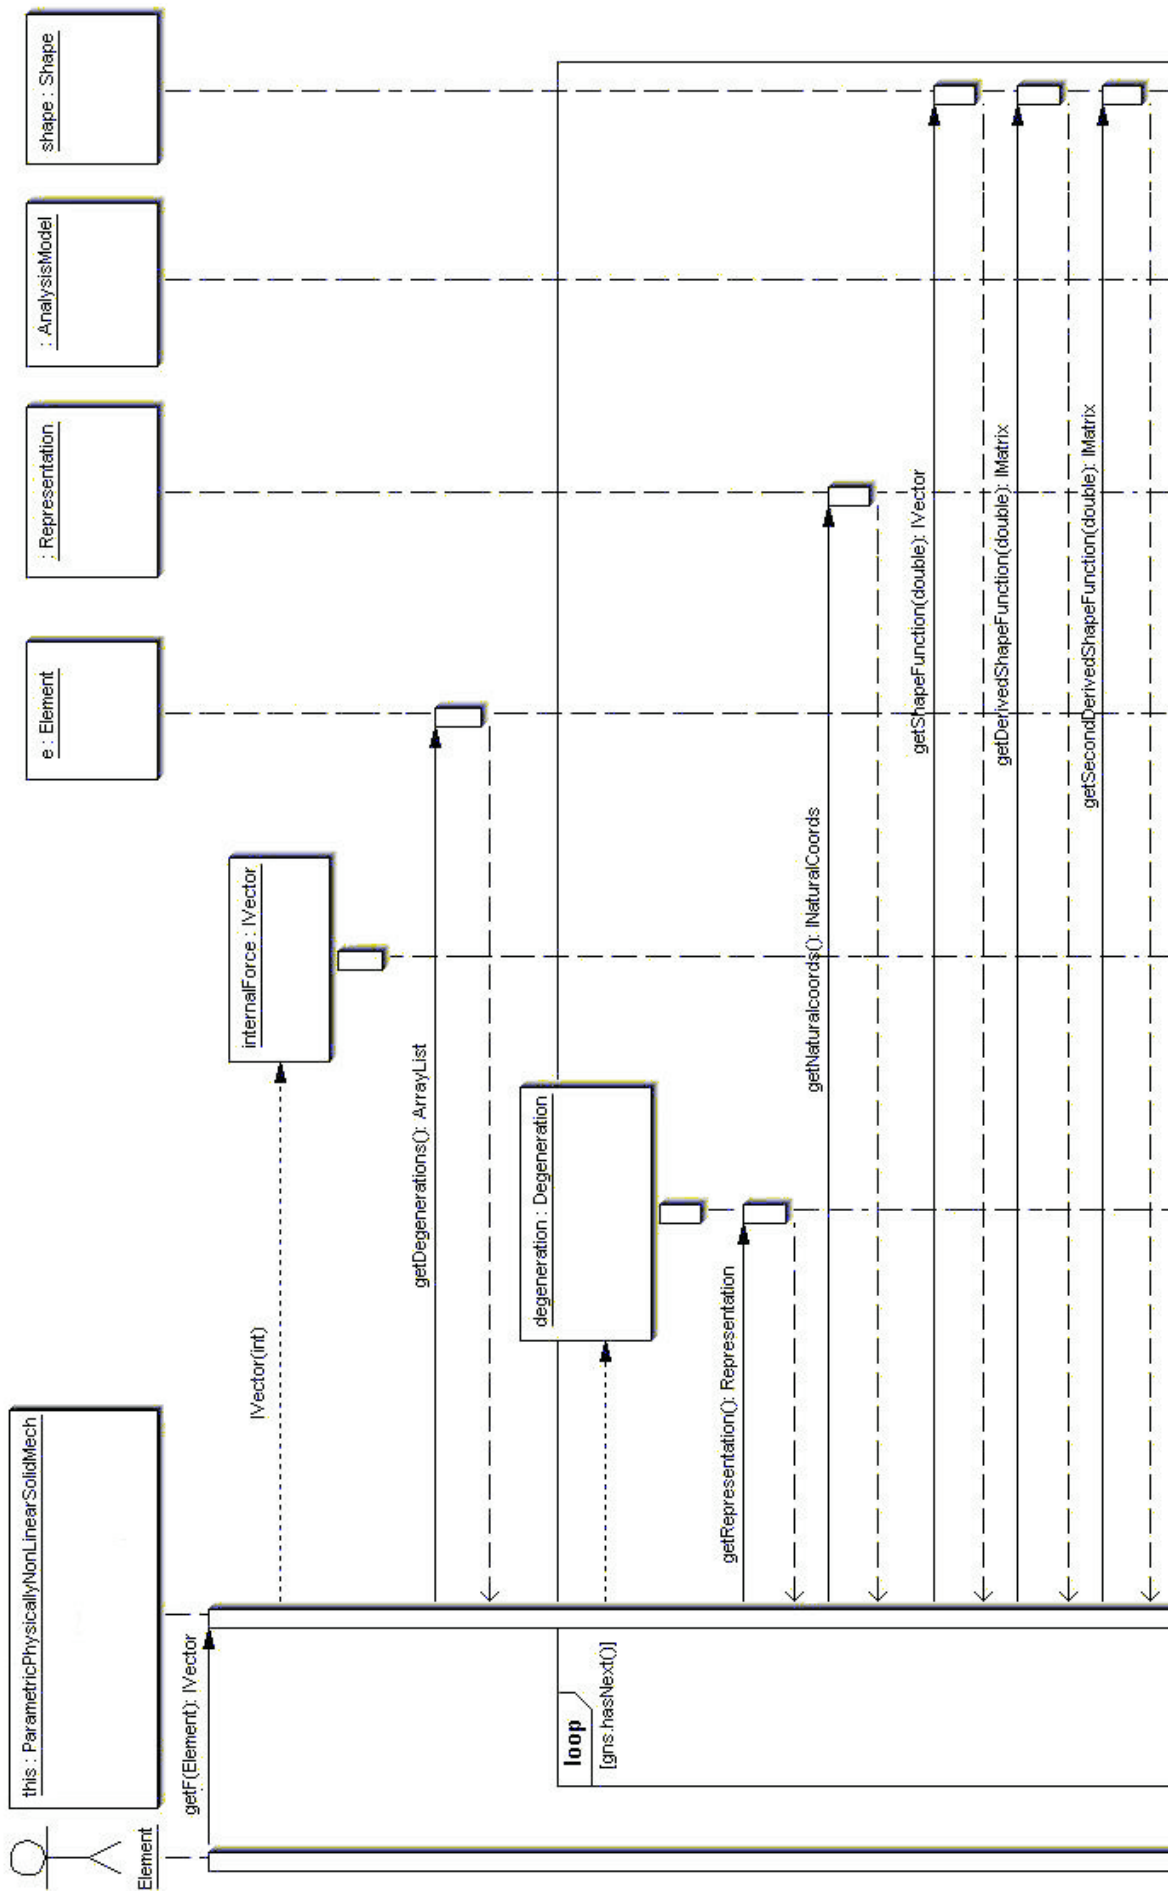 Element
this : ParametricPhysicallyNonLinearSolidMech
internalForce : IVector
e : Element
: Representation
: AnalysisModel
shape : Shape
getF(Element): IVector
IVector(int)
getDegenerations(): ArrayList
loop
[gns.hasNext()]
degeneration : Degeneration
getRepresentation(): Representation
getNaturalcoords(): INaturalCoords
getShapeFunction(double): IVector
getDerivedShapeFunction(double): IMatrix
getSecondDerivedShapeFunction(double): IMatrix